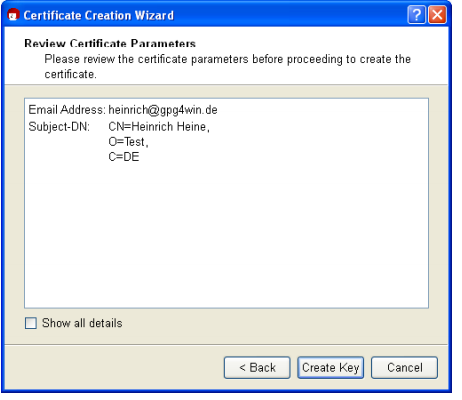 Certificate Creation Wizard
Review Certificate Parameters
Please review the certificate parameters before proceeding to create the
certificate.
Email Address: heinrich@gpg4win.de
Subject-DN: CN=Heinrich Heine,
O=Test,
C=DE
Show all details
< Back Create Key Cancel